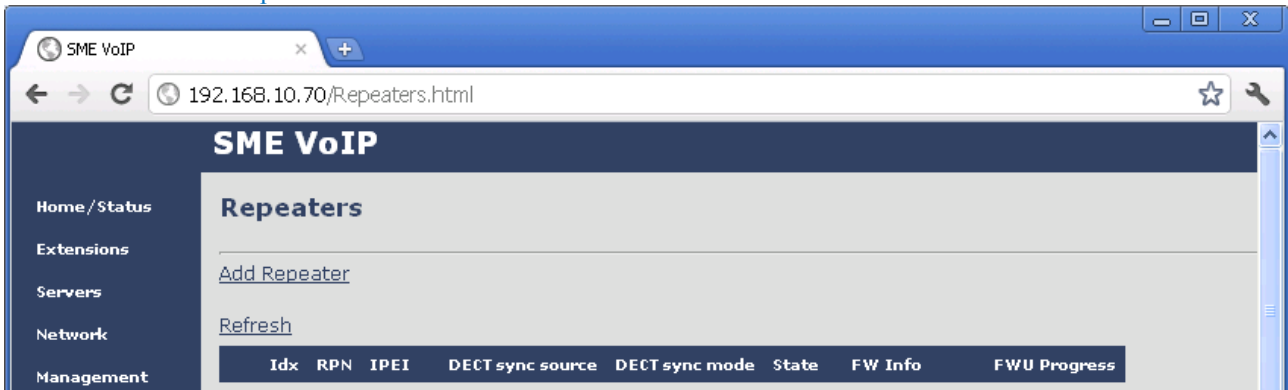 SME VoIP
192.168.10.70/Repeaters.html
SME VoIP
Home/Status
Extensions
Servers
Network
Management
Repeaters
Add Repeater
Refresh
Idx RPN IPEI DECT sync source DECT sync mode State FW Info FWU Progress